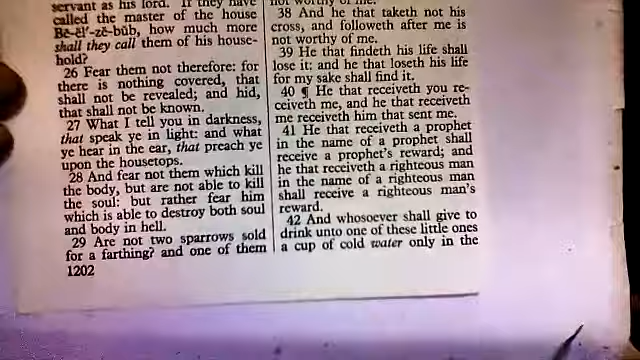 servant as his lord. If they have
called the master of the house
Bē-ĕl′-zĕ-bŭb, how much more
shall they call them of his house-
hold?
26 Fear them not therefore: for
there is nothing covered, that
shall not be revealed; and hid,
that shall not be known.
27 What I tell you in darkness,
that speak ye in light: and what
ye hear in the ear, that preach ye
upon the housetops.
28 And fear not them which kill
the body, but are not able to kill
the soul: but rather fear him
which is able to destroy both soul
and body in hell.
29 Are not two sparrows sold
for a farthing? and one of them
1202
not worthy of me.
38 And he that taketh not his
cross, and followeth after me is
not worthy of me.
39 He that findeth his life shall
lose it: and he that loseth his life
for my sake shall find it.
40 ¶ He that receiveth you re-
ceiveth me, and he that receiveth
me receiveth him that sent me.
41 He that receiveth a prophet
in the name of a prophet shall
receive a prophet's reward; and
he that receiveth a righteous man
in the name of a righteous man
shall receive a righteous man's
reward.
42 And whosoever shall give to
drink unto one of these little ones
a cup of cold water only in the